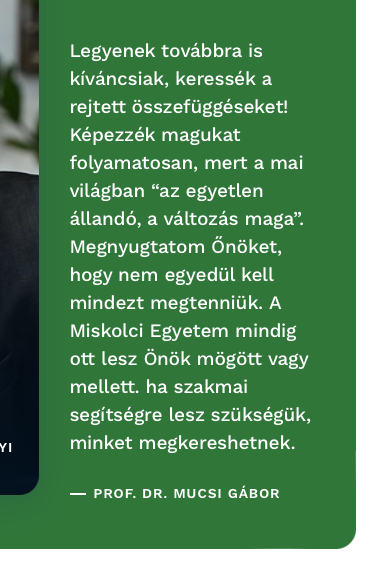 Legyenek továbbra is
kíváncsiak, keressék a
rejtett összefüggéseket!
Képezzék magukat
folyamatosan, mert a mai
világban “az egyetlen
állandó, a változás maga”.
Megnyugtatom Őnöket,
hogy nem egyedül kell
mindezt megtenniük. A
Miskolci Egyetem mindig
ott lesz Önök mögött vagy
mellett. ha szakmai
segítségre lesz szükségük,
minket megkereshetnek.
YI
— PROF. DR. MUCSI GÁBOR